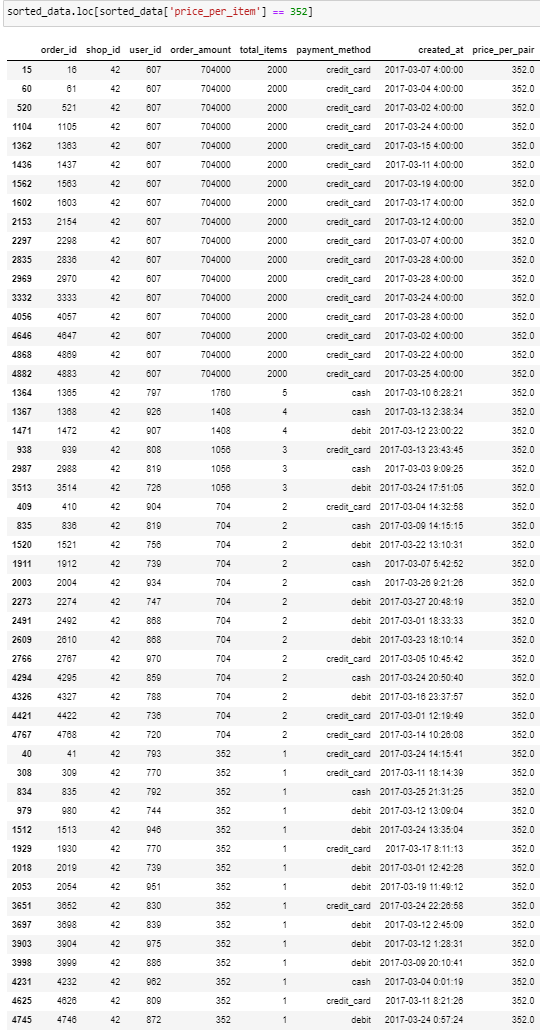 sorted_data.loc[sorted_data['price_per_item'] == 352]
order_id shop_id user_id order_amount total_items payment_method created_at price_per_pair
15 16 42 607 704000 2000 credit_card 2017-03-07 4:00:00 352.0
60 61 42 607 704000 2000 credit_card 2017-03-04 4:00:00 352.0
520 521 42 607 704000 2000 credit_card 2017-03-02 4:00:00 352.0
1104 1105 42 607 704000 2000 credit_card 2017-03-24 4:00:00 352.0
1362 1363 42 607 704000 2000 credit_card 2017-03-15 4:00:00 352.0
1436 1437 42 607 704000 2000 credit_card 2017-03-11 4:00:00 352.0
1562 1563 42 607 704000 2000 credit_card 2017-03-19 4:00:00 352.0
1602 1603 42 607 704000 2000 credit_card 2017-03-17 4:00:00 352.0
2153 2154 42 607 704000 2000 credit_card 2017-03-12 4:00:00 352.0
2297 2298 42 607 704000 2000 credit_card 2017-03-07 4:00:00 352.0
2835 2836 42 607 704000 2000 credit_card 2017-03-28 4:00:00 352.0
2969 2970 42 607 704000 2000 credit_card 2017-03-28 4:00:00 352.0
3332 3333 42 607 704000 2000 credit_card 2017-03-24 4:00:00 352.0
4056 4057 42 607 704000 2000 credit_card 2017-03-28 4:00:00 352.0
4646 4647 42 607 704000 2000 credit_card 2017-03-02 4:00:00 352.0
4868 4869 42 607 704000 2000 credit_card 2017-03-22 4:00:00 352.0
4882 4883 42 607 704000 2000 credit_card 2017-03-25 4:00:00 352.0
1364 1365 42 797 1760 5 cash 2017-03-10 6:28:21 352.0
1367 1368 42 926 1408 4 cash 2017-03-13 2:38:34 352.0
1471 1472 42 907 1408 4 debit 2017-03-12 23:00:22 352.0
938 939 42 808 1056 3 credit_card 2017-03-13 23:43:45 352.0
2987 2988 42 819 1056 3 cash 2017-03-03 9:09:25 352.0
3513 3514 42 726 1056 3 debit 2017-03-24 17:51:05 352.0
409 410 42 904 704 2 credit_card 2017-03-04 14:32:58 352.0
835 836 42 819 704 2 cash 2017-03-09 14:15:15 352.0
1520 1521 42 756 704 2 debit 2017-03-22 13:10:31 352.0
1911 1912 42 739 704 2 cash 2017-03-07 5:42:52 352.0
2003 2004 42 934 704 2 cash 2017-03-26 9:21:26 352.0
2273 2274 42 747 704 2 debit 2017-03-27 20:48:19 352.0
2491 2492 42 868 704 2 debit 2017-03-01 18:33:33 352.0
2609 2610 42 868 704 2 debit 2017-03-23 18:10:14 352.0
2766 2767 42 970 704 2 credit_card 2017-03-05 10:45:42 352.0
4294 4295 42 859 704 2 cash 2017-03-24 20:50:40 352.0
4326 4327 42 788 704 2 debit 2017-03-16 23:37:57 352.0
4421 4422 42 736 704 2 credit_card 2017-03-01 12:19:49 352.0
4767 4768 42 720 704 2 credit_card 2017-03-14 10:26:08 352.0
40 41 42 793 352 1 credit_card 2017-03-24 14:15:41 352.0
308 309 42 770 352 1 credit_card 2017-03-11 18:14:39 352.0
834 835 42 792 352 1 cash 2017-03-25 21:31:25 352.0
979 980 42 744 352 1 debit 2017-03-12 13:09:04 352.0
1512 1513 42 946 352 1 debit 2017-03-24 13:35:04 352.0
1929 1930 42 770 352 1 credit_card 2017-03-17 8:11:13 352.0
2018 2019 42 739 352 1 debit 2017-03-01 12:42:26 352.0
2053 2054 42 951 352 1 debit 2017-03-19 11:49:12 352.0
3651 3652 42 830 352 1 credit_card 2017-03-24 22:26:58 352.0
3697 3698 42 839 352 1 debit 2017-03-12 2:45:09 352.0
3903 3904 42 975 352 1 debit 2017-03-12 1:28:31 352.0
3998 3999 42 886 352 1 debit 2017-03-09 20:10:41 352.0
4231 4232 42 962 352 1 cash 2017-03-04 0:01:19 352.0
4625 4626 42 809 352 1 credit_card 2017-03-11 8:21:26 352.0
4745 4746 42 872 352 1 debit 2017-03-24 0:57:24 352.0